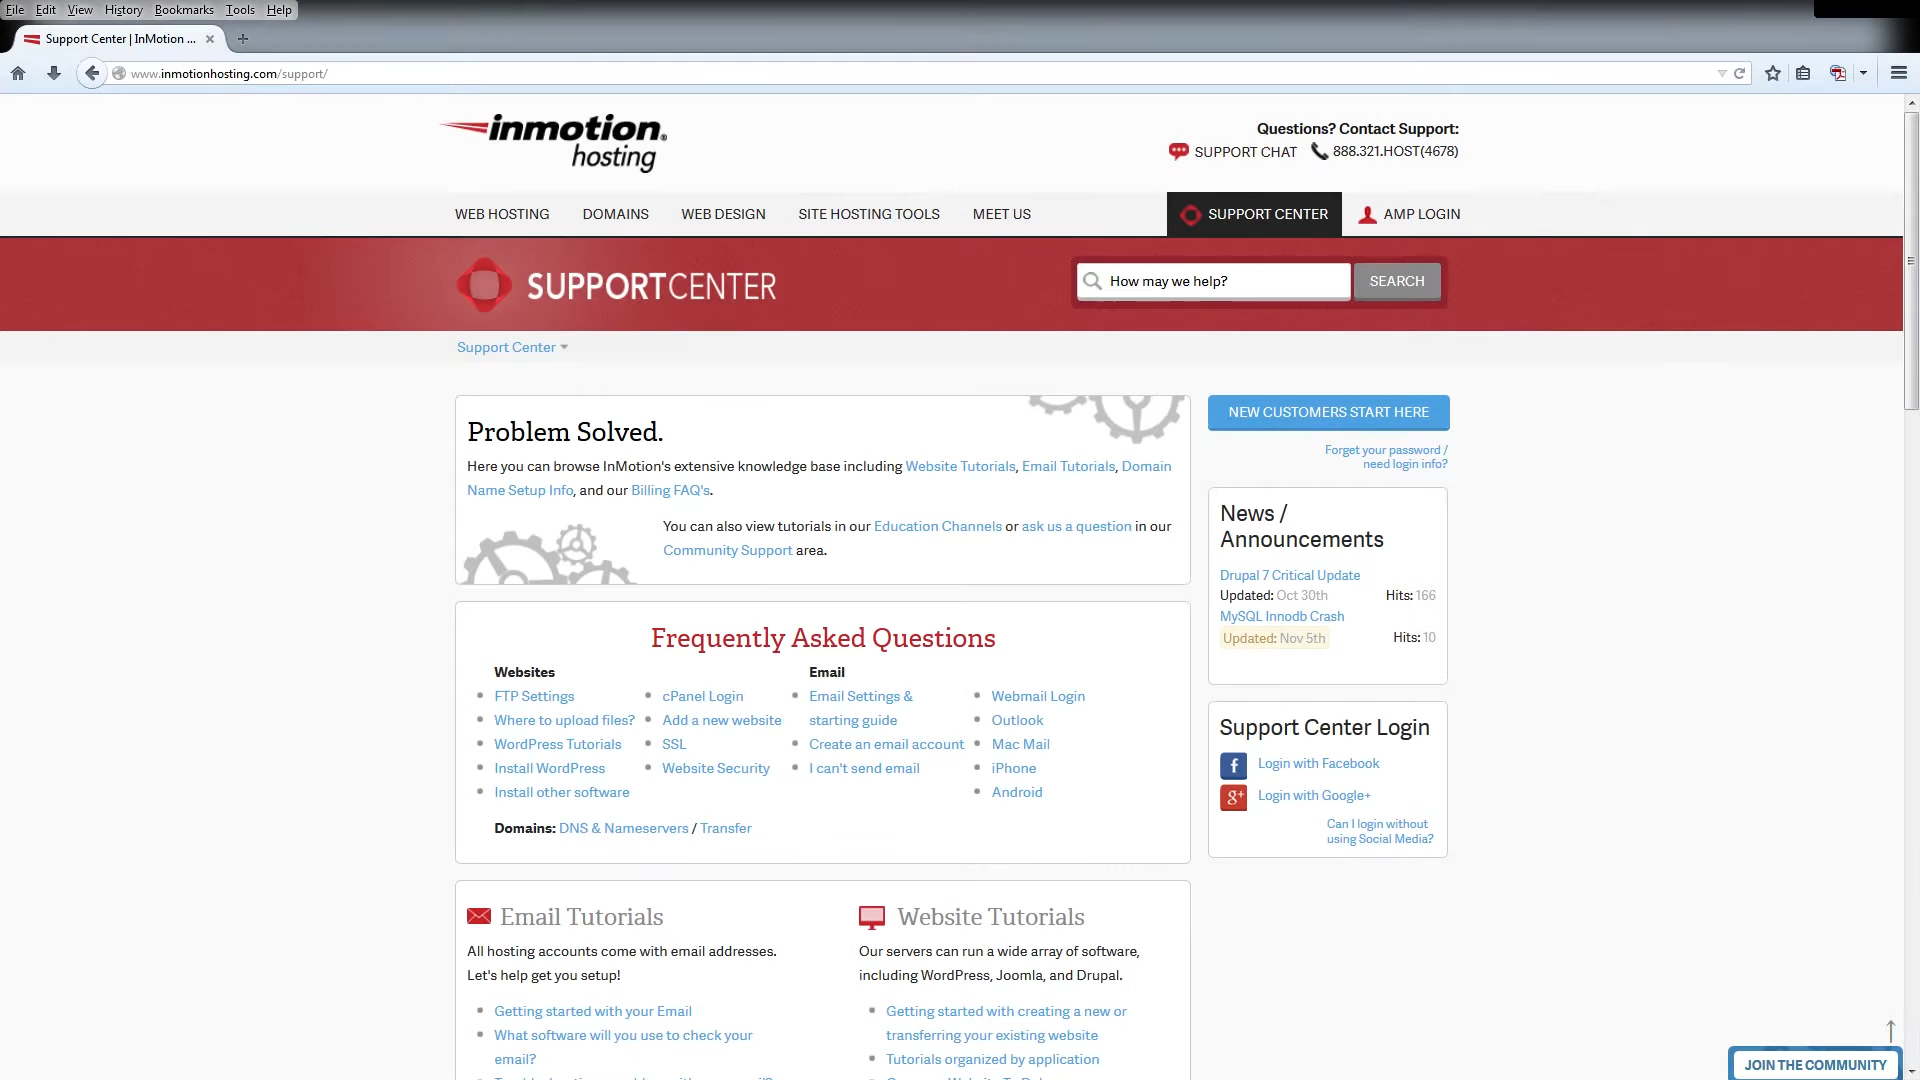 File Edit View History Bookmarks Tools Help
Support Center | InMotion ...
www.inmotionhosting.com/support/
inmotion®
hosting
Questions? Contact Support:
SUPPORT CHAT 888.321.HOST(4678)
WEB HOSTING DOMAINS WEB DESIGN SITE HOSTING TOOLS MEET US SUPPORT CENTER AMP LOGIN
SUPPORTCENTER
How may we help? SEARCH
Support Center
Problem Solved.
Here you can browse InMotion's extensive knowledge base including Website Tutorials, Email Tutorials, Domain
Name Setup Info, and our Billing FAQ's.
You can also view tutorials in our Education Channels or ask us a question in our
Community Support area.
NEW CUSTOMERS START HERE
Forget your password /
need login info?
News /
Announcements
Drupal 7 Critical Update
Updated: Oct 30th Hits: 166
MySQL Innodb Crash
Updated: Nov 5th Hits: 10
Frequently Asked Questions
Websites Email
FTP Settings cPanel Login Email Settings & Webmail Login
Where to upload files? Add a new website starting guide Outlook
WordPress Tutorials SSL Create an email account Mac Mail
Install WordPress Website Security I can't send email iPhone
Install other software Android
Domains: DNS & Nameservers / Transfer
Support Center Login
f Login with Facebook
g+ Login with Google+
Can I login without
using Social Media?
Email Tutorials
All hosting accounts come with email addresses.
Let's help get you setup!
Getting started with your Email
What software will you use to check your
email?
Website Tutorials
Our servers can run a wide array of software,
including WordPress, Joomla, and Drupal.
Getting started with creating a new or
transferring your existing website
Tutorials organized by application
JOIN THE COMMUNITY